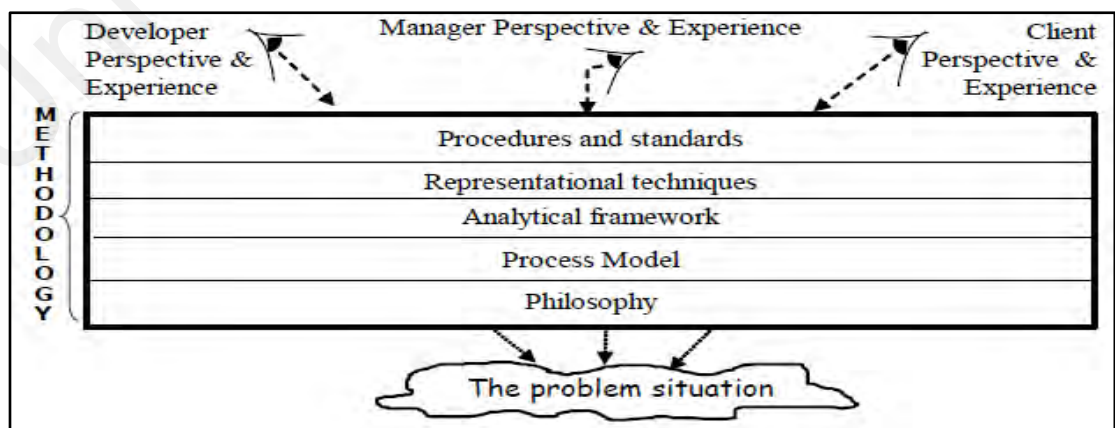 Developer
Perspective &
Experience
Manager Perspective & Experience
Client
Perspective &
Experience
METHODOLOGY
Procedures and standards
Representational techniques
Analytical framework
Process Model
Philosophy
The problem situation